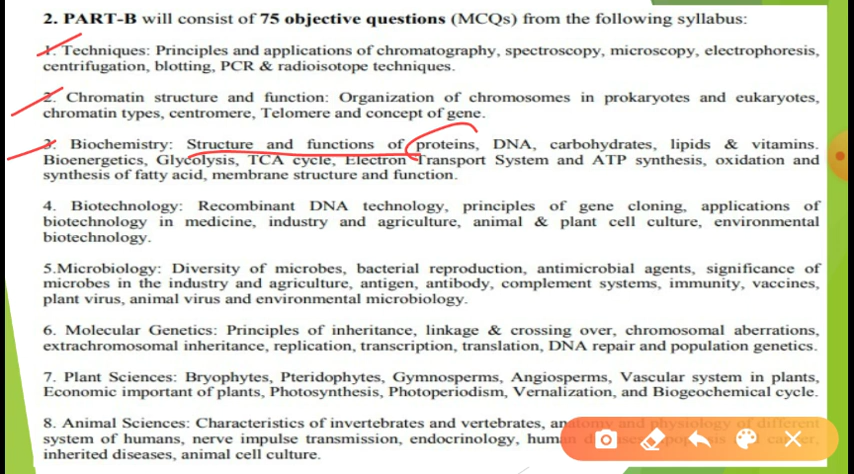 2. PART-B will consist of 75 objective questions (MCQs) from the following syllabus:
1. Techniques: Principles and applications of chromatography, spectroscopy, microscopy, electrophoresis,
centrifugation, blotting, PCR & radioisotope techniques.
2. Chromatin structure and function: Organization of chromosomes in prokaryotes and eukaryotes,
chromatin types, centromere, Telomere and concept of gene.
3. Biochemistry: Structure and functions of proteins, DNA, carbohydrates, lipids & vitamins.
Bioenergetics, Glycolysis, TCA cycle, Electron Transport System and ATP synthesis, oxidation and
synthesis of fatty acid, membrane structure and function.
4. Biotechnology: Recombinant DNA technology, principles of gene cloning, applications of
biotechnology in medicine, industry and agriculture, animal & plant cell culture, environmental
biotechnology.
5.Microbiology: Diversity of microbes, bacterial reproduction, antimicrobial agents, significance of
microbes in the industry and agriculture, antigen, antibody, complement systems, immunity, vaccines,
plant virus, animal virus and environmental microbiology.
6. Molecular Genetics: Principles of inheritance, linkage & crossing over, chromosomal aberrations,
extrachromosomal inheritance, replication, transcription, translation, DNA repair and population genetics.
7. Plant Sciences: Bryophytes, Pteridophytes, Gymnosperms, Angiosperms, Vascular system in plants,
Economic important of plants, Photosynthesis, Photoperiodism, Vernalization, and Biogeochemical cycle.
8. Animal Sciences: Characteristics of invertebrates and vertebrates, anatomy and physiology of different
system of humans, nerve impulse transmission, endocrinology, human
inherited diseases, animal cell culture.